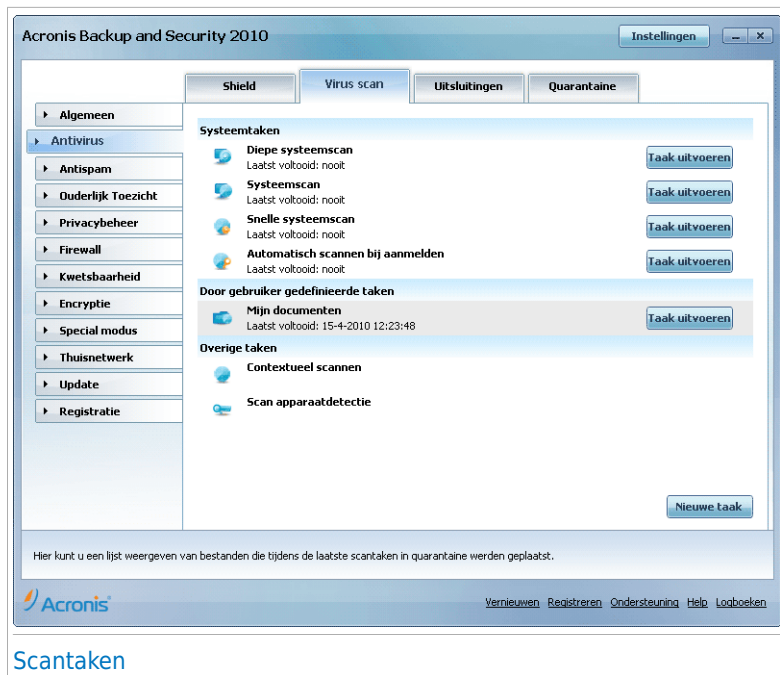 Acronis Backup and Security 2010
Instellingen
Shield
Virus scan
Uitsluitingen
Quarantaine
Algemeen
Antivirus
Antispam
Ouderlijk Toezicht
Privacybeheer
Firewall
Kwetsbaarheid
Encryptie
Special modus
Thuisnetwerk
Update
Registratie
Systeemtaken
Diepe systeemscan
Laatst voltooid: nooit
Taak uitvoeren
Systeemscan
Laatst voltooid: nooit
Taak uitvoeren
Snelle systeemscan
Laatst voltooid: nooit
Taak uitvoeren
Automatisch scannen bij aanmelden
Laatst voltooid: nooit
Taak uitvoeren
Door gebruiker gedefinieerde taken
Mijn documenten
Laatst voltooid: 15-4-2010 12:23:48
Taak uitvoeren
Overige taken
Contextueel scannen
Scan apparaatdetectie
Nieuwe taak
Hier kunt u een lijst weergeven van bestanden die tijdens de laatste scantaken in quarantaine werden geplaatst.
Acronis
Vernieuwen Registreren Ondersteuning Help Logboeken
Scantaken